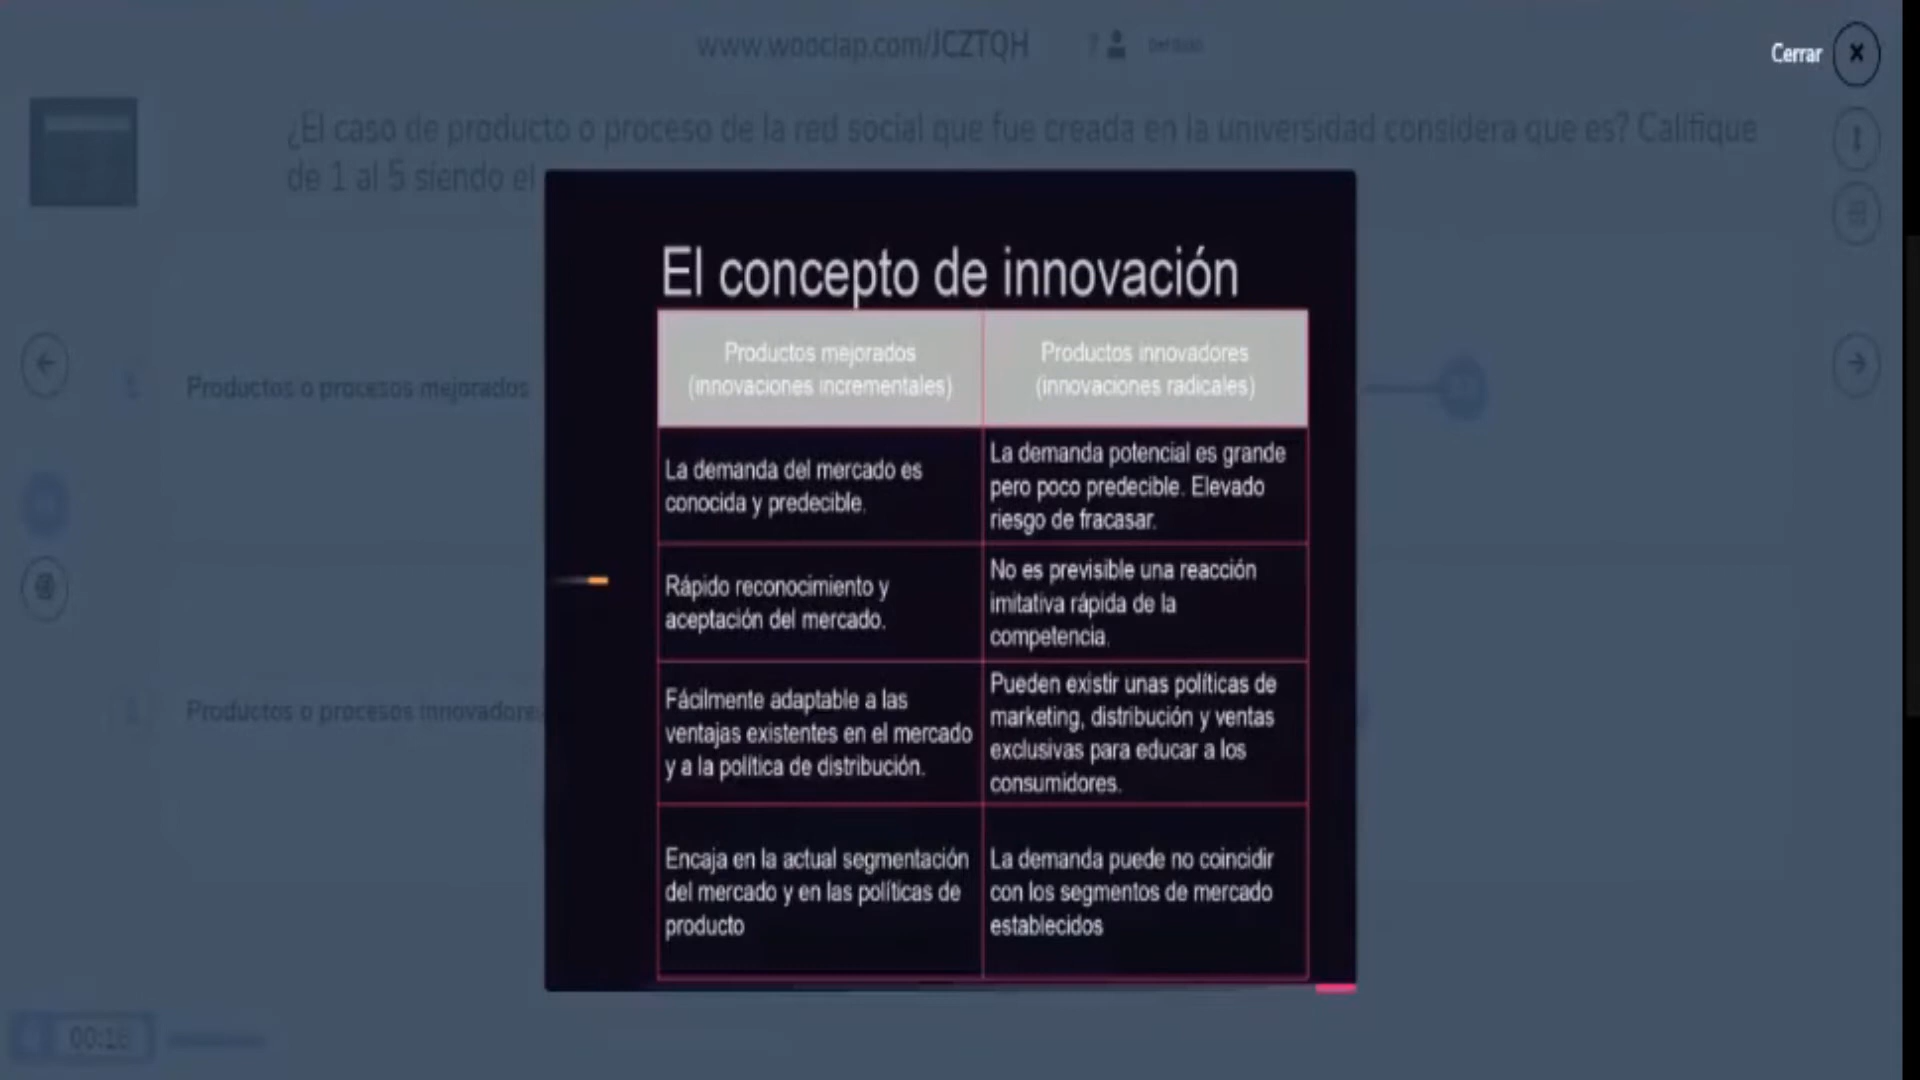 www.wooclap.com/JCZTQH
Cerrar
¿El caso de producto o proceso de la red social que fue creada en la universidad considera que es? Califique
de 1 al 5 siendo el
El concepto de innovación
Productos mejorados
(innovaciones incrementales)
Productos innovadores
(innovaciones radicales)
La demanda del mercado es
conocida y predecible.
La demanda potencial es grande
pero poco predecible. Elevado
riesgo de fracasar.
Rápido reconocimiento y
aceptación del mercado.
No es previsible una reacción
imitativa rápida de la
competencia.
Fácilmente adaptable a las
ventajas existentes en el mercado
y a la política de distribución.
Pueden existir unas políticas de
marketing, distribución y ventas
exclusivas para educar a los
consumidores.
Encaja en la actual segmentación
del mercado y en las políticas de
producto
La demanda puede no coincidir
con los segmentos de mercado
establecidos
Productos o procesos mejorados
Productos o procesos innovadore